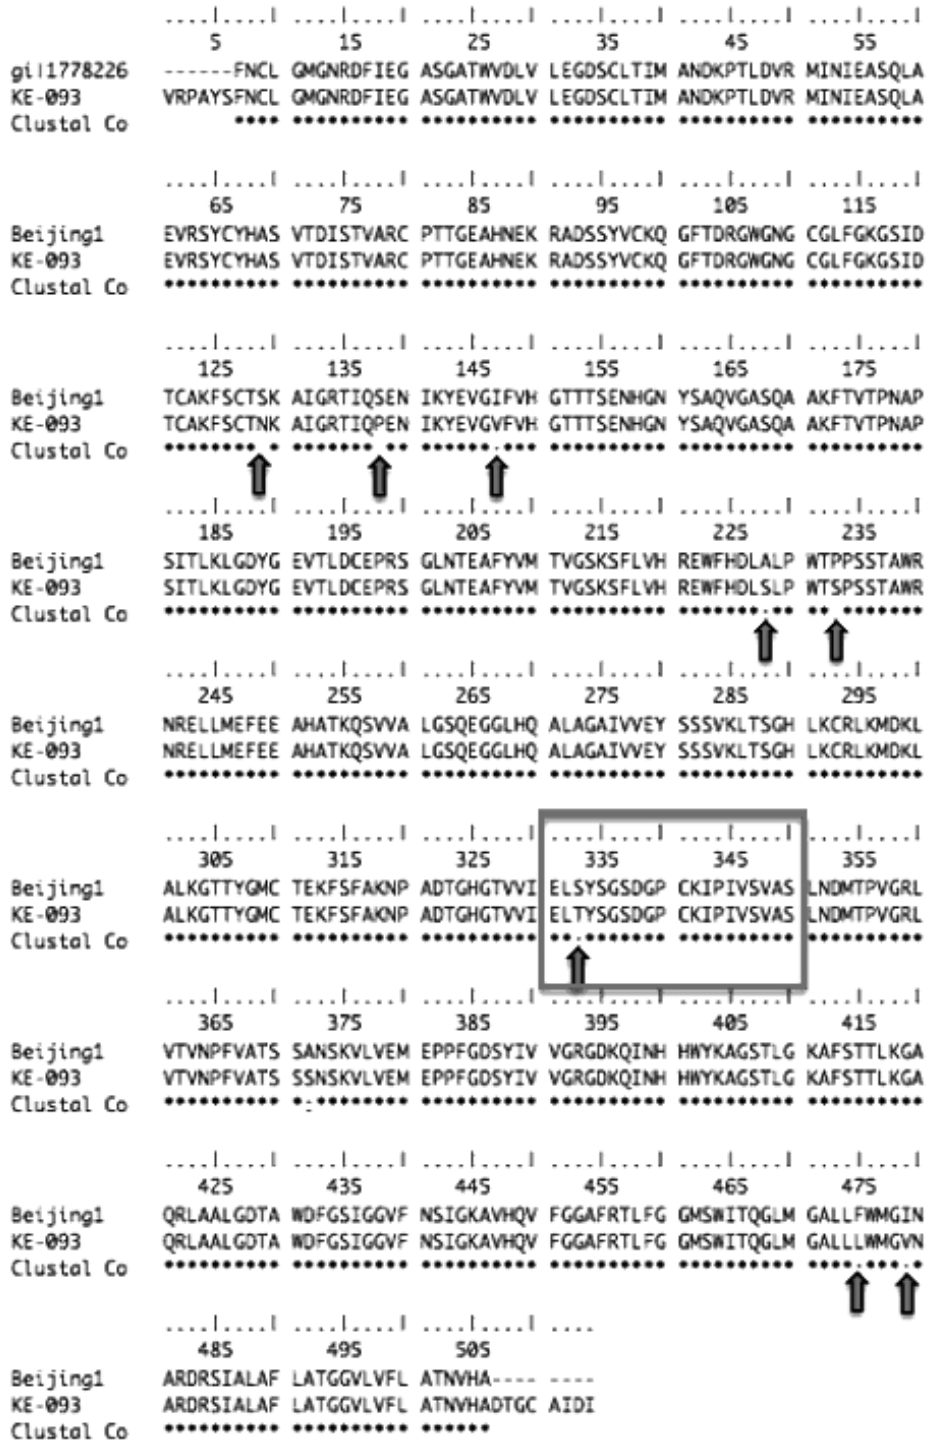 ....|....| ....|....| ....|....| ....|....| ....|....| ....|....|
5 15 25 35 45 55
gi|1778226 ------FNCL GMGNRDFIEG ASGATWVDLV LEGDSCLTIM ANDKPTLDVR MINIEASQLA
KE-093 VRPAYSFNCL GMGNRDFIEG ASGATWVDLV LEGDSCLTIM ANDKPTLDVR MINIEASQLA
Clustal Co **** ********** ********** ********** ********** **********
....|....| ....|....| ....|....| ....|....| ....|....| ....|....|
65 75 85 95 105 115
Beijing1 EVRSYCYHAS VTDISTVARC PTTGEAHNEK RADSSYVCKQ GFTDRGWGNG CGLFGKGSID
KE-093 EVRSYCYHAS VTDISTVARC PTTGEAHNEK RADSSYVCKQ GFTDRGWGNG CGLFGKGSID
Clustal Co ********** ********** ********** ********** ********** **********
....|....| ....|....| ....|....| ....|....| ....|....| ....|....|
125 135 145 155 165 175
Beijing1 TCAKFSCTSK AIGRTIQSEN IKYEVGIFVH GTTTSENHGN YSAQVGASQA AKFTVTPNAP
KE-093 TCAKFSCTNK AIGRTIQPEN IKYEVGVFVH GTTTSENHGN YSAQVGASQA AKFTVTPNAP
Clustal Co ********.* *******.** ******.*** ********** ********** **********
....|....| ....|....| ....|....| ....|....| ....|....| ....|....|
185 195 205 215 225 235
Beijing1 SITLKLGDYG EVTLDCEPRS GLNTEAFYVM TVGSKSFLVH REWFHDLALP WTPPSSTAWR
KE-093 SITLKLGDYG EVTLDCEPRS GLNTEAFYVM TVGSKSFLVH REWFHDLSLP WTSPSSTAWR
Clustal Co ********** ********** ********** ********** *******.** **.*******
....|....| ....|....| ....|....| ....|....| ....|....| ....|....|
245 255 265 275 285 295
Beijing1 NRELLMEFEE AHATKQSVVA LGSQEGGLHQ ALAGAIVVEY SSSVKLTSGH LKCRLKMDKL
KE-093 NRELLMEFEE AHATKQSVVA LGSQEGGLHQ ALAGAIVVEY SSSVKLTSGH LKCRLKMDKL
Clustal Co ********** ********** ********** ********** ********** **********
....|....| ....|....| ....|....| ....|....| ....|....| ....|....|
305 315 325 335 345 355
Beijing1 ALKGTTYGMC TEKFSFAKNP ADTGHGTVVI ELSYSGSDGP CKIPIVSVAS LNDMTPVGRL
KE-093 ALKGTTYGMC TEKFSFAKNP ADTGHGTVVI ELTYSGSDGP CKIPIVSVAS LNDMTPVGRL
Clustal Co ********** ********** ********** **.******* ********** **********
....|....| ....|....| ....|....| ....|....| ....|....| ....|....|
365 375 385 395 405 415
Beijing1 VTVNPFVATS SANSKVLVEM EPPFGDSYIV VGRGDKQINH HWYKAGSTLG KAFSTTLKGA
KE-093 VTVNPFVATS SSNSKVLVEM EPPFGDSYIV VGRGDKQINH HWYKAGSTLG KAFSTTLKGA
Clustal Co ********** *:******** ********** ********** ********** **********
....|....| ....|....| ....|....| ....|....| ....|....| ....|....|
425 435 445 455 465 475
Beijing1 QRLAALGDTA WDFGSIGGVF NSIGKAVHQV FGGAFRTLFG GMSWITQGLM GALLFWMGIN
KE-093 QRLAALGDTA WDFGSIGGVF NSIGKAVHQV FGGAFRTLFG GMSWITQGLM GALLLWMGVN
Clustal Co ********** ********** ********** ********** ********** ****.***.*
....|....| ....|....| ....|....| ....
485 495 505
Beijing1 ARDRSIALAF LATGGVLVFL ATNVHA---- ----
KE-093 ARDRSIALAF LATGGVLVFL ATNVHADTGC AIDI
Clustal Co ********** ********** ******